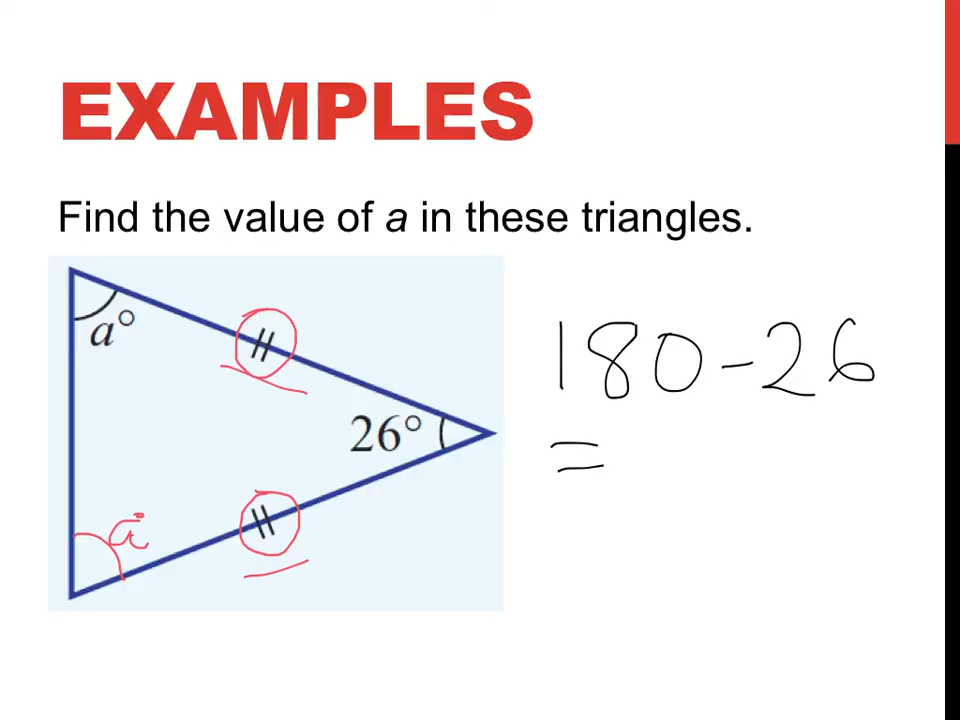 EXAMPLES
Find the value of a in these triangles.
a°
26°
a°
180-26
=